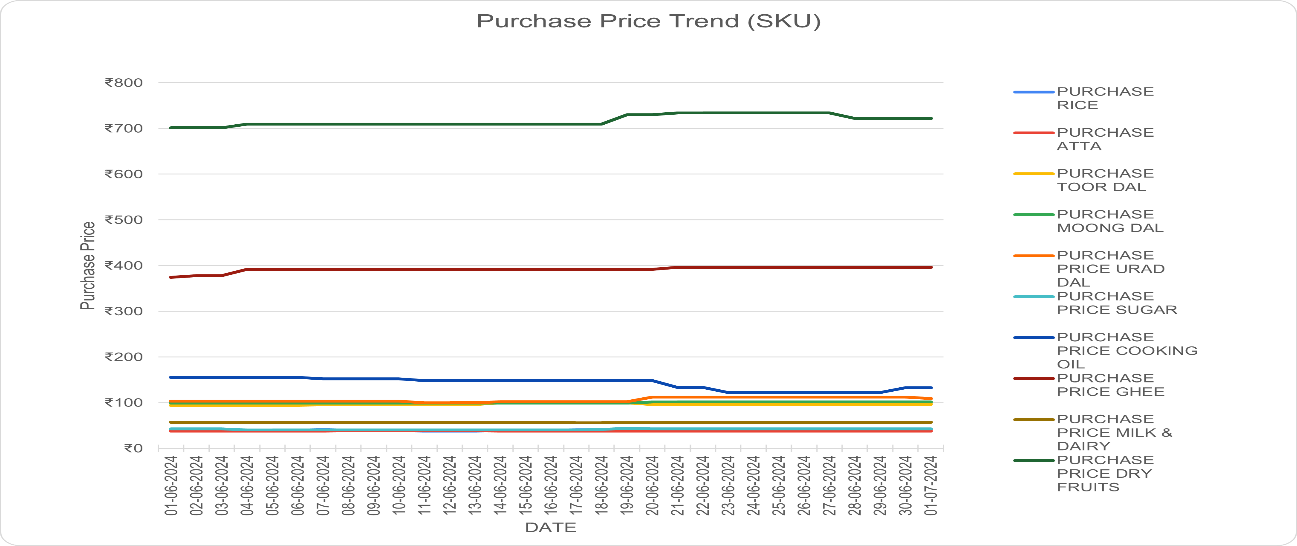 Purchase Price Trend (SKU)
₹800
₹700
₹600
₹500
₹400
₹300
₹200
₹100
₹0
Purchase Price
01-06-2024
02-06-2024
03-06-2024
04-06-2024
05-06-2024
06-06-2024
07-06-2024
08-06-2024
09-06-2024
10-06-2024
11-06-2024
12-06-2024
13-06-2024
14-06-2024
15-06-2024
16-06-2024
17-06-2024
18-06-2024
19-06-2024
20-06-2024
21-06-2024
22-06-2024
23-06-2024
24-06-2024
25-06-2024
26-06-2024
27-06-2024
28-06-2024
29-06-2024
30-06-2024
01-07-2024
DATE
PURCHASE
RICE
PURCHASE
ATTA
PURCHASE
TOOR DAL
PURCHASE
MOONG DAL
PURCHASE
PRICE URAD
DAL
PURCHASE
PRICE SUGAR
PURCHASE
PRICE COOKING
OIL
PURCHASE
PRICE GHEE
PURCHASE
PRICE MILK &
DAIRY
PURCHASE
PRICE DRY
FRUITS